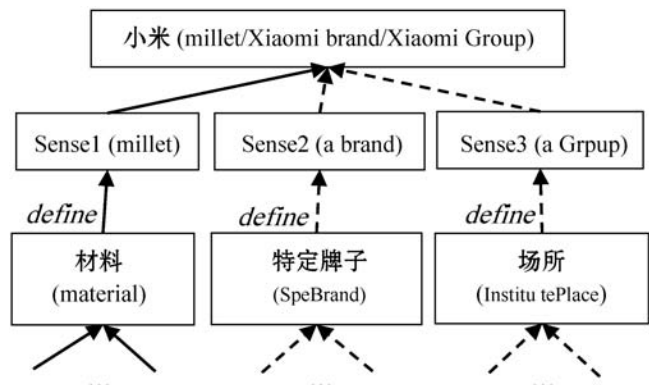 小米 (millet/Xiaomi brand/Xiaomi Group)
Sense1 (millet)
Sense2 (a brand)
Sense3 (a Grpup)
define
define
define
材料
(material)
特定牌子
(SpeBrand)
场所
(Institu tePlace)
...
...
...